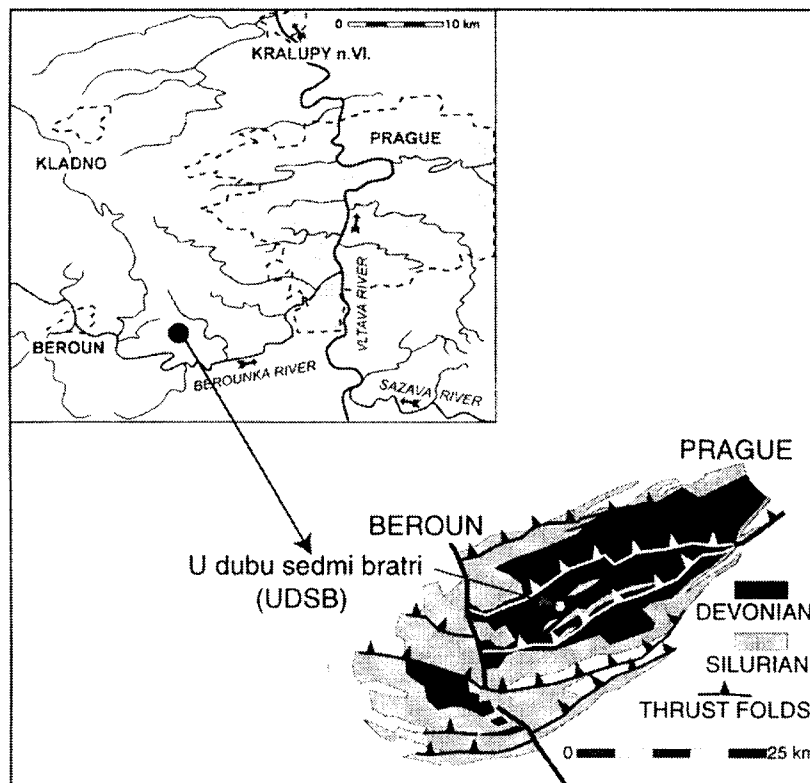 0 10 km
KRALUPY n.Vl.
PRAGUE
KLADNO
VLTAVA RIVER
BEROUN
BEROUNKA RIVER
SAZAVA RIVER
PRAGUE
BEROUN
U dubu sedmi bratri
(UDSB)
DEVONIAN
SILURIAN
THRUST FOLDS
0 25 km